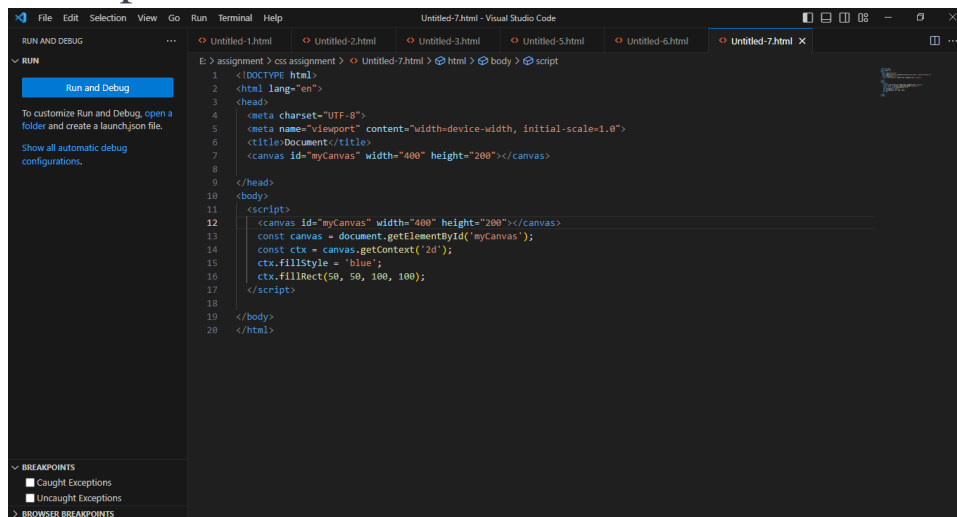 File Edit Selection View Go Run Terminal Help Untitled-7.html - Visual Studio Code
RUN AND DEBUG ···
Untitled-1.html Untitled-2.html Untitled-3.html Untitled-5.html Untitled-6.html Untitled-7.html
RUN
Run and Debug
To customize Run and Debug, open a
folder and create a launch.json file.
Show all automatic debug
configurations.
E: > assignment > css assignment > Untitled-7.html > html > body > script
1 <!DOCTYPE html>
2 <html lang="en">
3 <head>
4 <meta charset="UTF-8">
5 <meta name="viewport" content="width=device-width, initial-scale=1.0">
6 <title>Document</title>
7 <canvas id="myCanvas" width="400" height="200"></canvas>
8
9 </head>
10 <body>
11 <script>
12 <canvas id="myCanvas" width="400" height="200"></canvas>
13 const canvas = document.getElementById('myCanvas');
14 const ctx = canvas.getContext('2d');
15 ctx.fillStyle = 'blue';
16 ctx.fillRect(50, 50, 100, 100);
17 </script>
18
19 </body>
20 </html>
BREAKPOINTS
Caught Exceptions
Uncaught Exceptions
BROWSER BREAKPOINTS